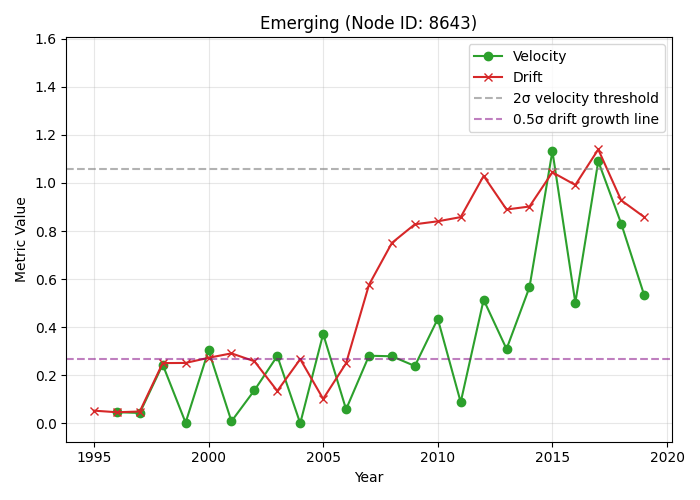 Emerging (Node ID: 8643)
1.6
1.4
1.2
1.0
0.8
0.6
0.4
0.2
0.0
Metric Value
Velocity
Drift
2σ velocity threshold
0.5σ drift growth line
1995 2000 2005 2010 2015 2020
Year